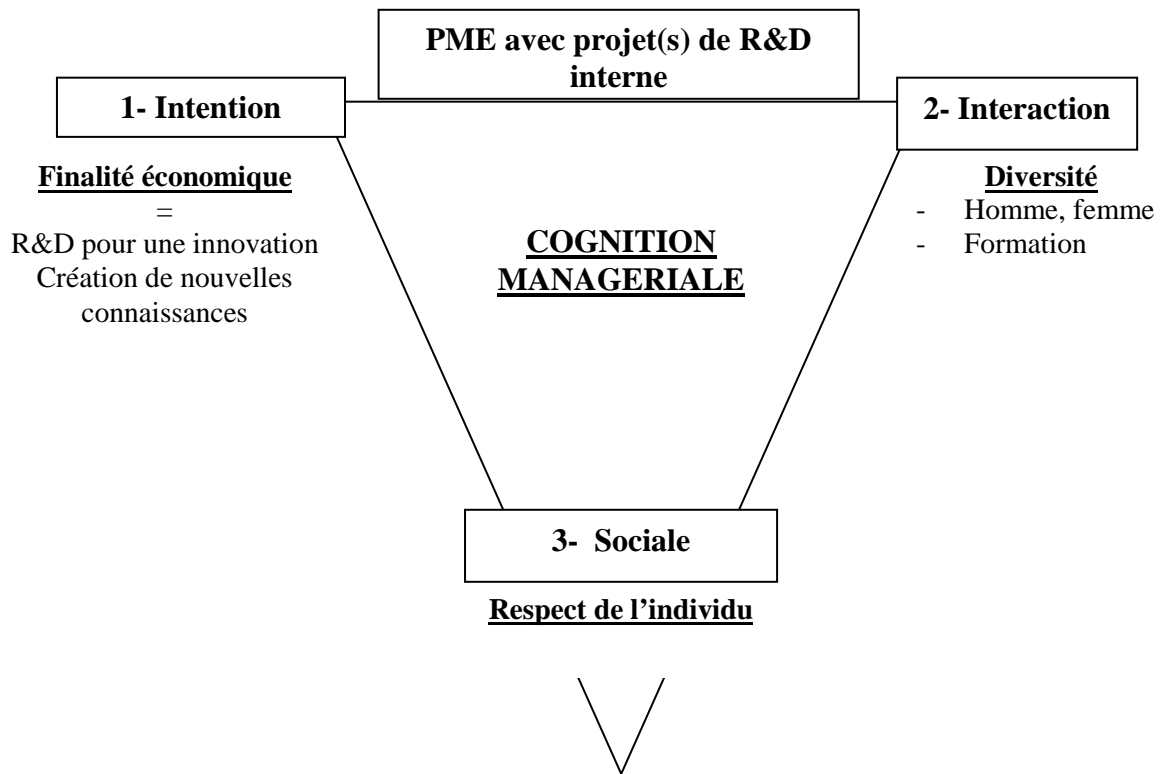 PME avec projet(s) de R&D
interne
1- Intention
2- Interaction
Finalité économique
=
R&D pour une innovation
Création de nouvelles
connaissances
Diversité
- Homme, femme
- Formation
COGNITION
MANAGERIALE
3- Sociale
Respect de l’individu